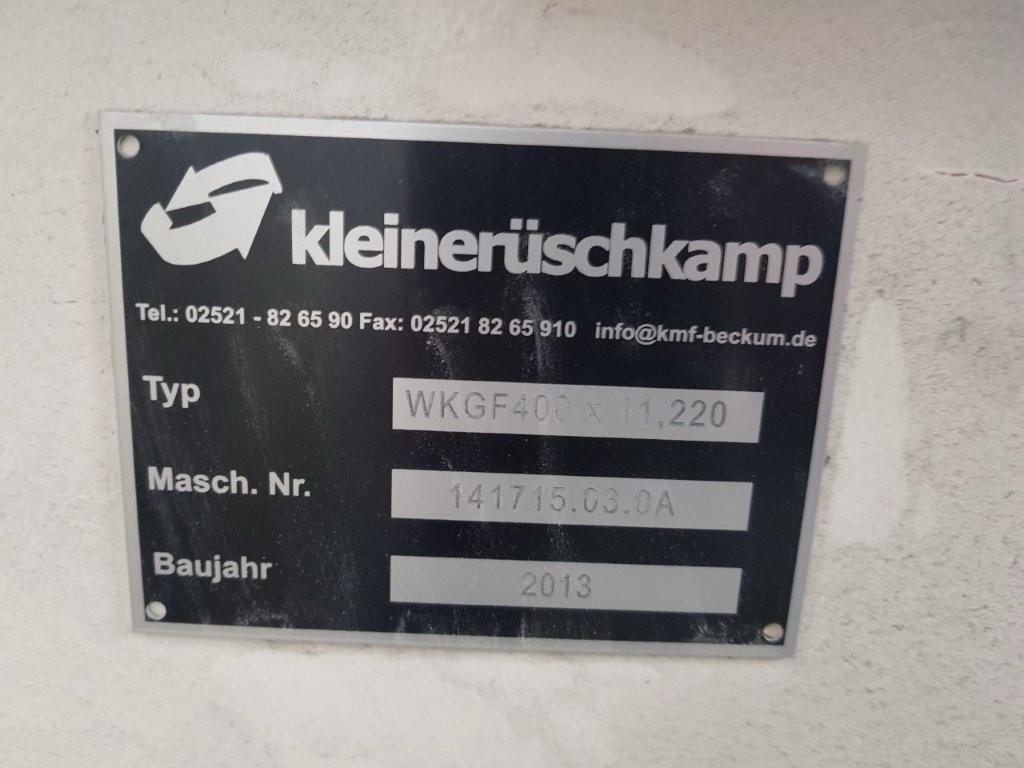 kleinerüschkamp
Tel.: 02521 - 82 65 90 Fax: 02521 82 65 910 info@kmf-beckum.de
Typ WKGF400 x 11,220
Masch. Nr. 141715.03.0A
Baujahr 2013